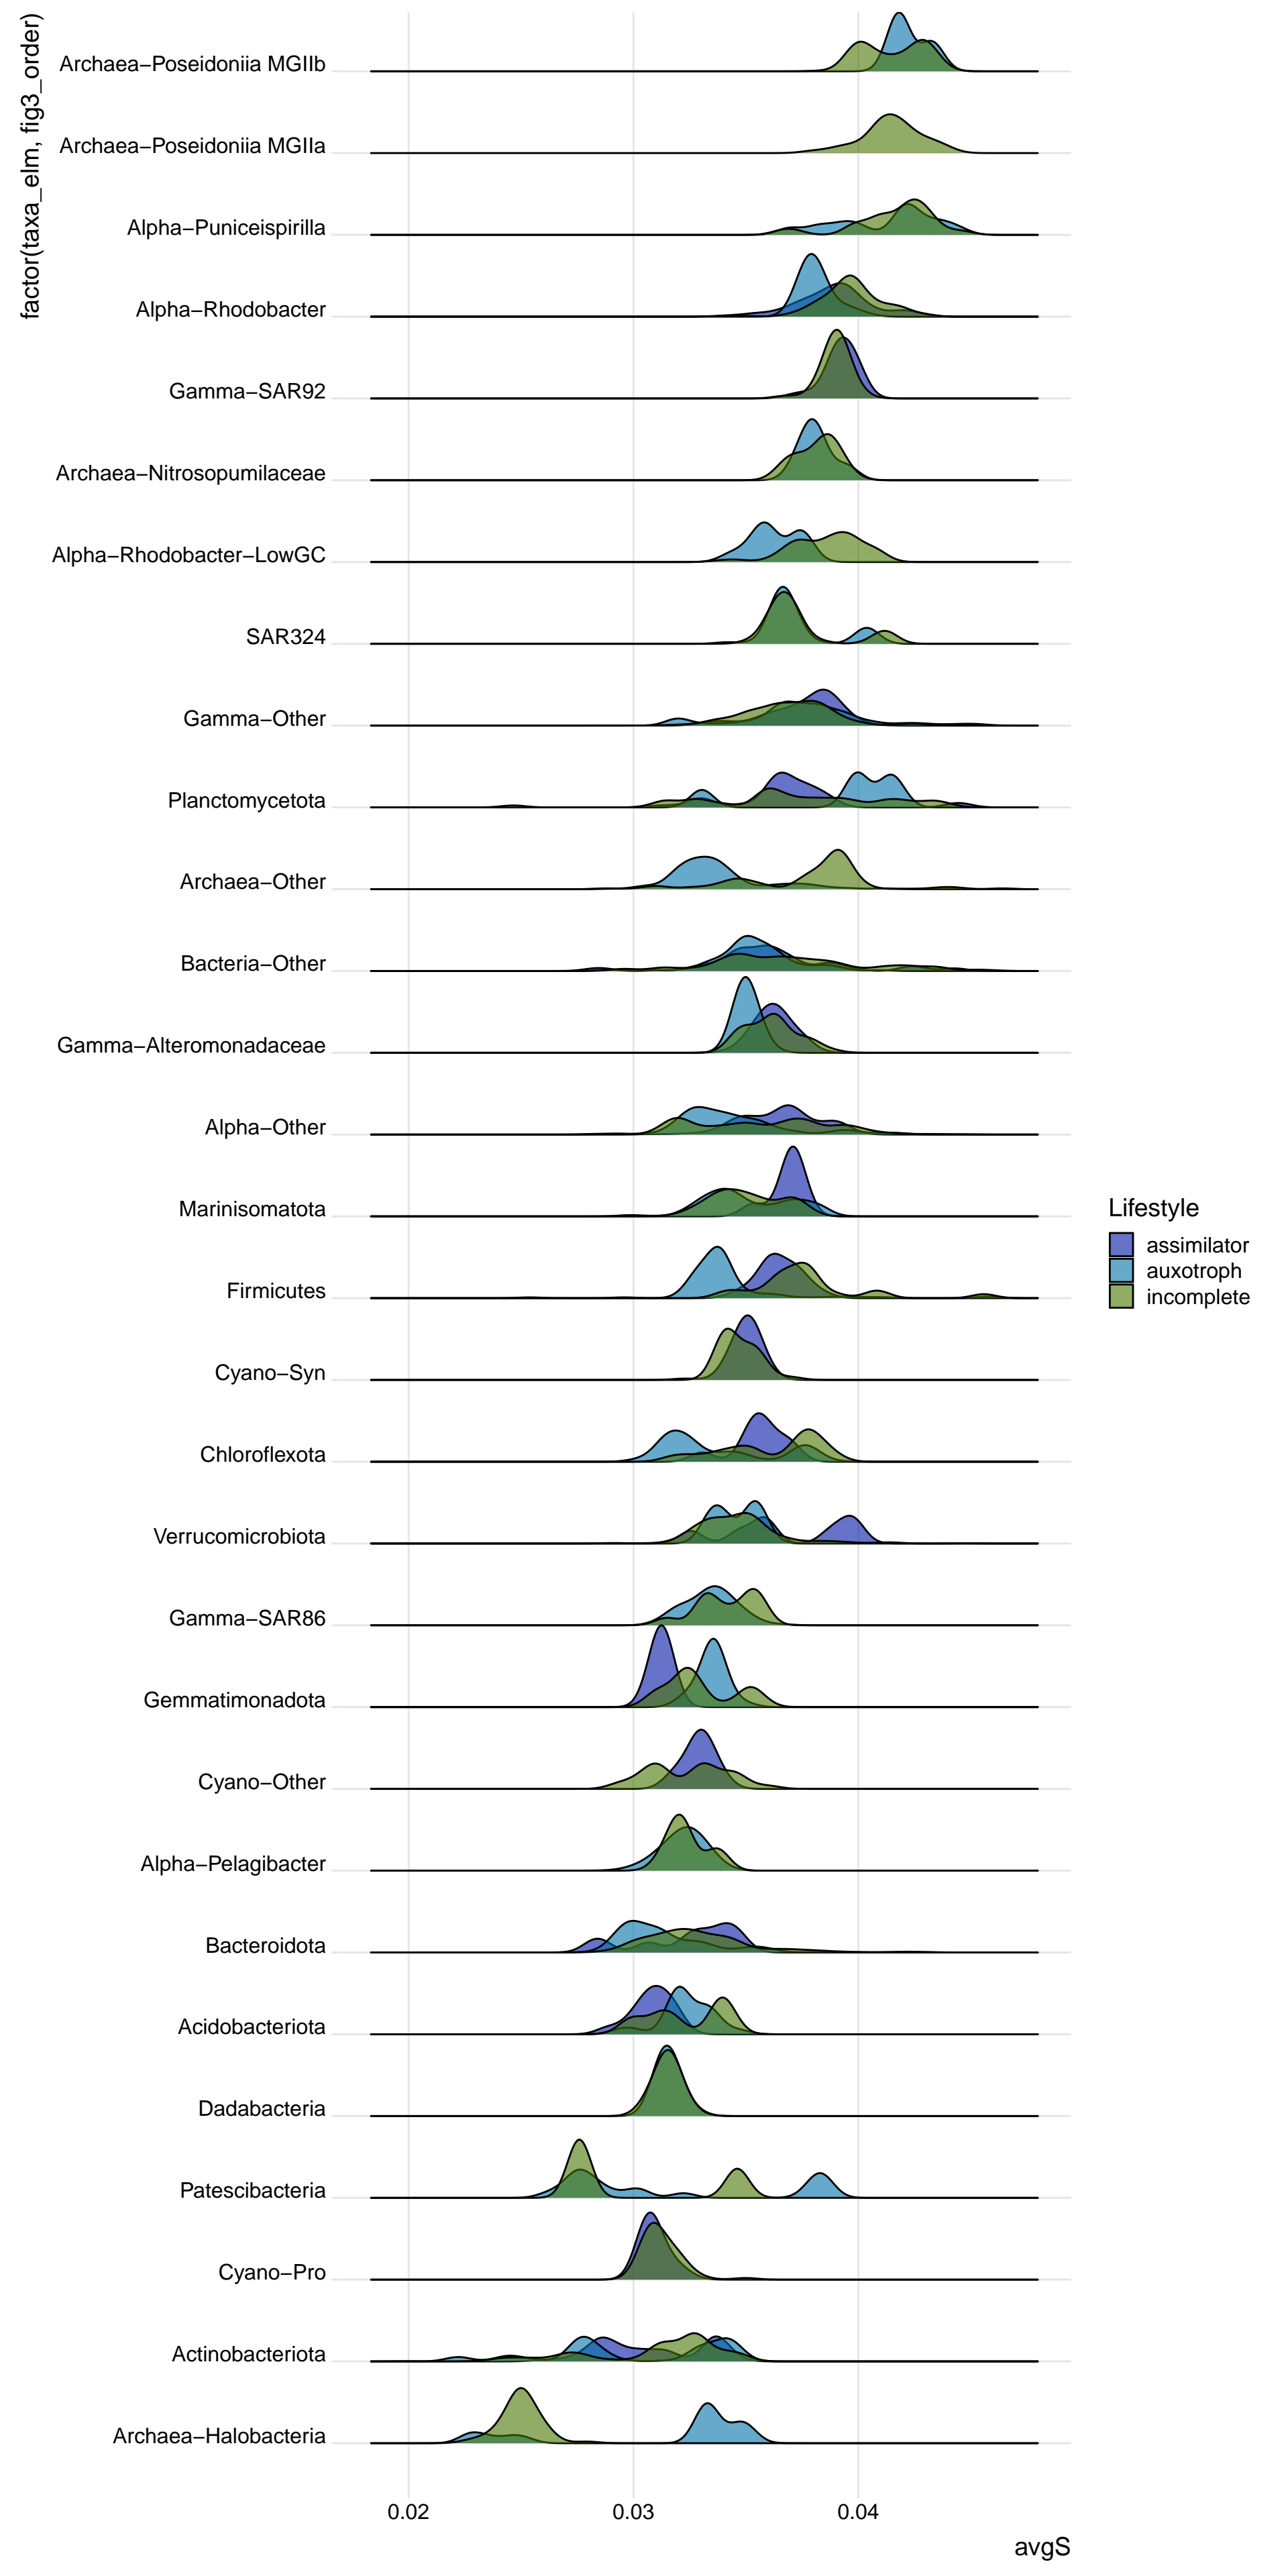 factor(taxa_elm, fig3_order)
Archaea−Poseidoniia MGIIb
Archaea−Poseidoniia MGIIa
Alpha−Puniceispirilla
Alpha−Rhodobacter
Gamma−SAR92
Archaea−Nitrosopumilaceae
Alpha−Rhodobacter−LowGC
SAR324
Gamma−Other
Planctomycetota
Archaea−Other
Bacteria−Other
Gamma−Alteromonadaceae
Alpha−Other
Marinisomatota
Firmicutes
Cyano−Syn
Chloroflexota
Verrucomicrobiota
Gamma−SAR86
Gemmatimonadota
Cyano−Other
Alpha−Pelagibacter
Bacteroidota
Acidobacteriota
Dadabacteria
Patescibacteria
Cyano−Pro
Actinobacteriota
Archaea−Halobacteria
0.02 0.03 0.04
avgS
Lifestyle
assimilator
auxotroph
incomplete